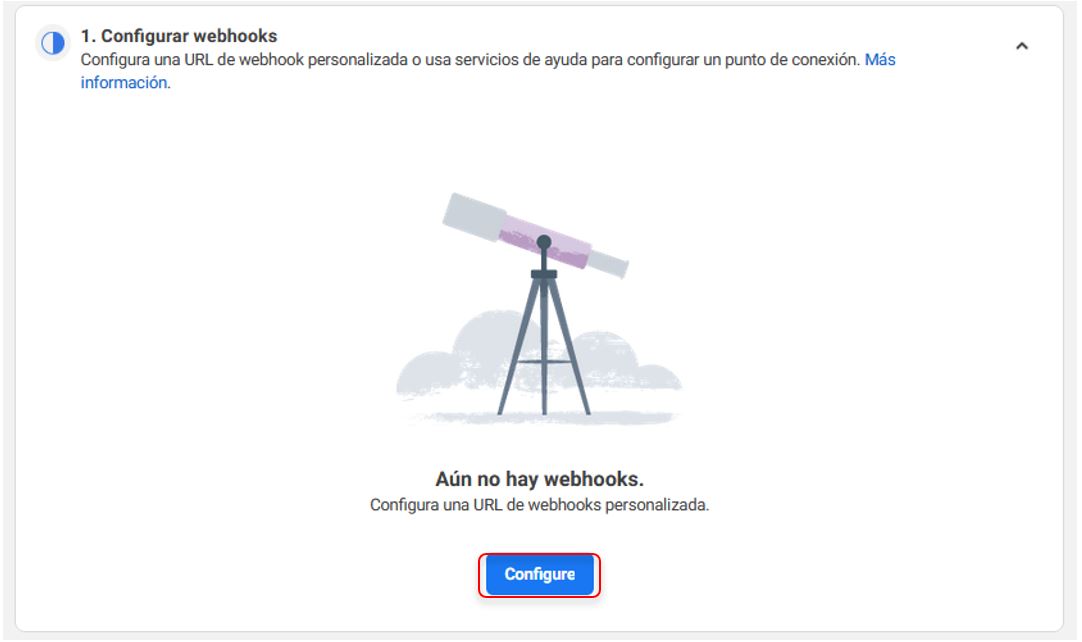 1. Configurar webhooks
Configura una URL de webhook personalizada o usa servicios de ayuda para configurar un punto de conexión. Más
información.
Aún no hay webhooks.
Configura una URL de webhooks personalizada.
Configure